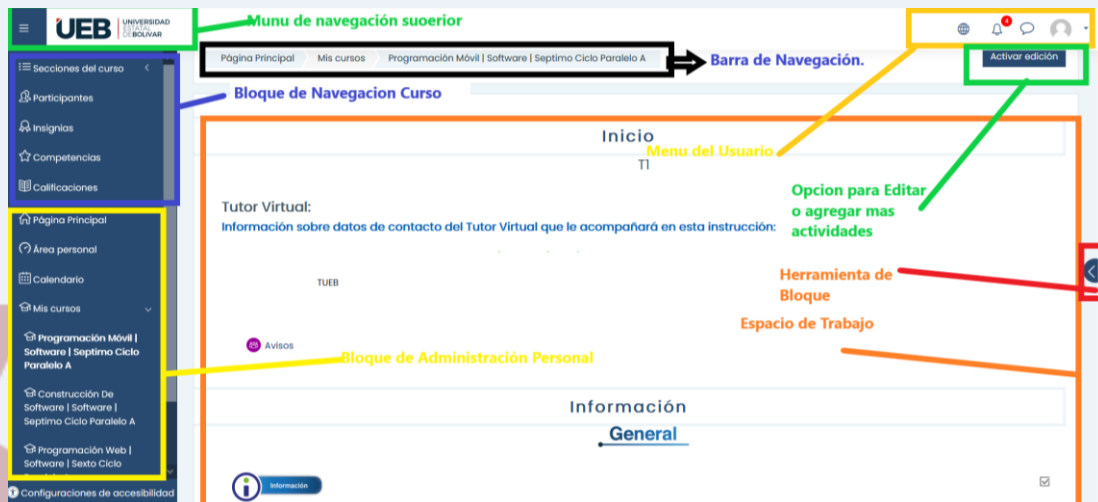 UEB UNIVERSIDAD
ESTATAL
DE BOLIVAR
Munu de navegación suoerior
4
Página Principal Mis cursos Programación Móvil | Software | Septimo Ciclo Paralelo A
Barra de Navegación.
Activar edición
Secciones del curso
Participantes
Insignias
Competencias
Calificaciones
Bloque de Navegacion Curso
Página Principal
Área personal
Calendario
Mis cursos
Programación Móvil |
Software | Septimo Ciclo
Paralelo A
Construcción De
Software | Software |
Septimo Ciclo Paralelo A
Programación Web |
Software | Sexto Ciclo
Configuraciones de accesibilidad
Inicio
Menu del Usuario
T1
Opcion para Editar
o agregar mas
actividades
Tutor Virtual:
Información sobre datos de contacto del Tutor Virtual que le acompañará en esta instrucción:
TUEB
Herramienta de
Bloque
Espacio de Trabajo
Avisos
Bloque de Administración Personal
Información
General
Información